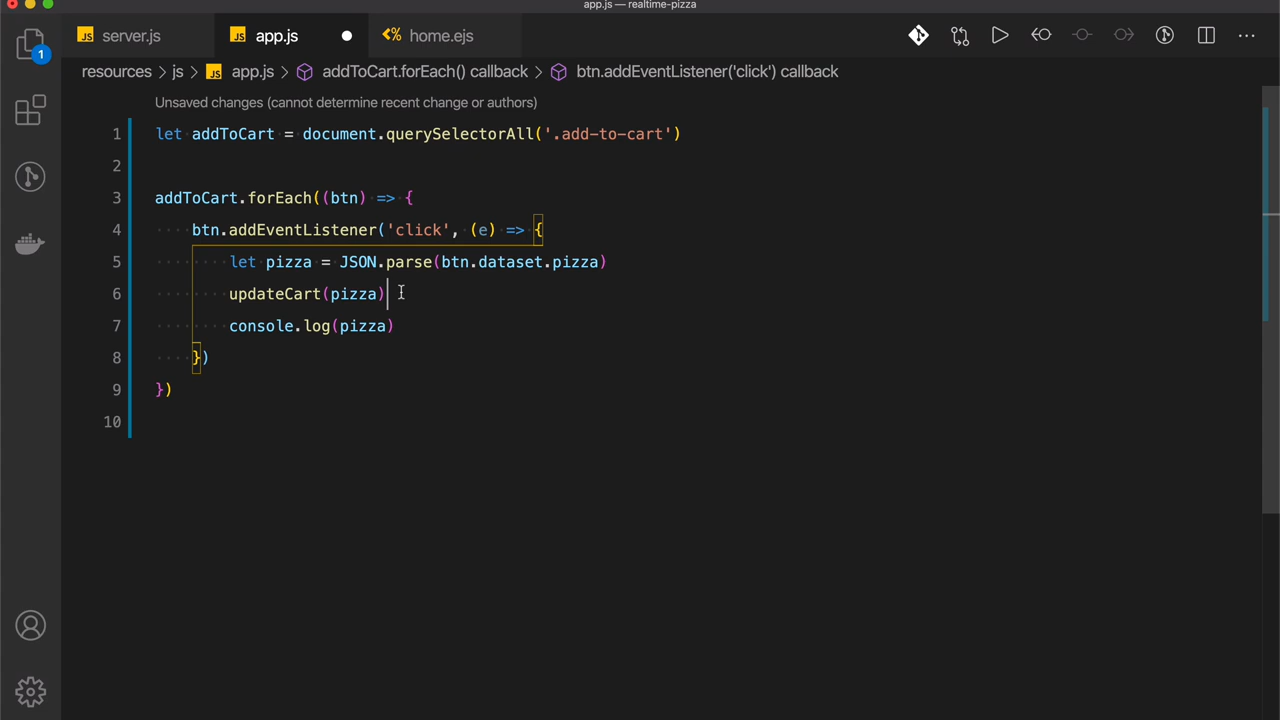 app.js — realtime-pizza
JS server.js JS app.js home.ejs
1
resources > js > JS app.js > addToCart.forEach() callback > btn.addEventListener('click') callback
Unsaved changes (cannot determine recent change or authors)
1 let addToCart = document.querySelectorAll('.add-to-cart')
2
3 addToCart.forEach((btn) => {
4 btn.addEventListener('click', (e) => {
5 let pizza = JSON.parse(btn.dataset.pizza)
6 updateCart(pizza)
7 console.log(pizza)
8 })
9 })
10